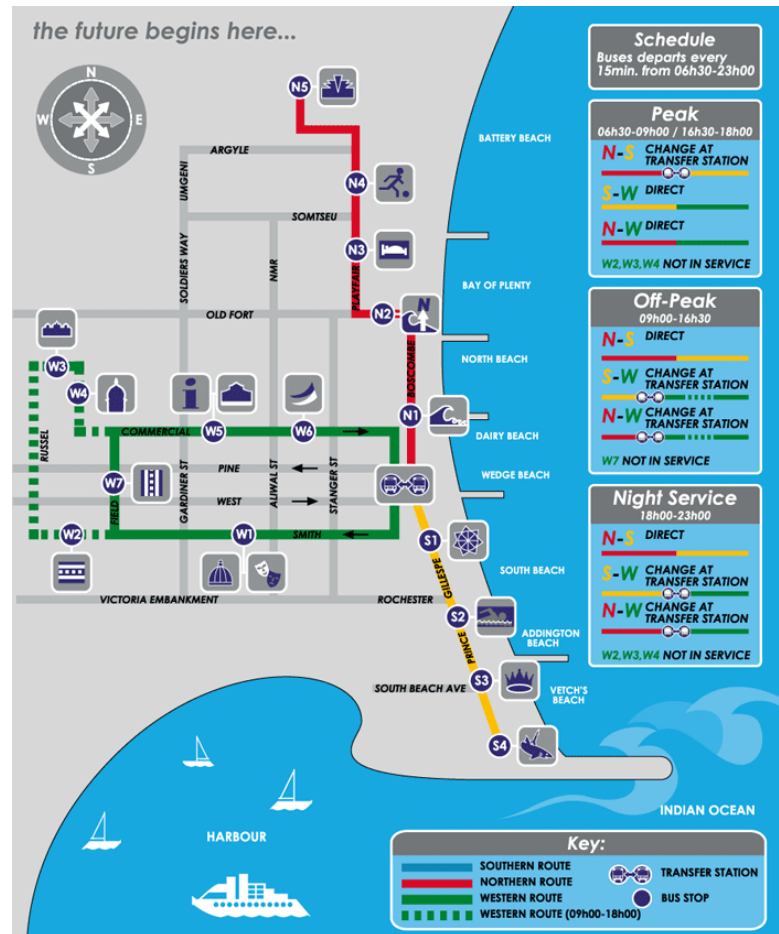 the future begins here...
N
W
E
S
Schedule
Buses departs every
15min. from 06h30-23h00
Peak
06h30-09h00 / 16h30-18h00
N-S CHANGE AT
TRANSFER STATION
S-W DIRECT
N-W DIRECT
W2,W3,W4 NOT IN SERVICE
Off-Peak
09h00-16h30
N-S DIRECT
S-W CHANGE AT
TRANSFER STATION
N-W CHANGE AT
TRANSFER STATION
W7 NOT IN SERVICE
Night Service
18h00-23h00
N-S DIRECT
S-W CHANGE AT
TRANSFER STATION
N-W CHANGE AT
TRANSFER STATION
W2,W3,W4 NOT IN SERVICE
N5
BATTERY BEACH
ARGYLE
UMGENI
N4
SOMTSEU
SOLDIERS WAY
NMR
N3
PLAYFAIR
BAY OF PLENTY
OLD FORT
N2
N
W3
BOSCOMBE
NORTH BEACH
W4
i
N1
RUSSEL
COMMERCIAL
W5
W6
DAIRY BEACH
PINE
WEDGE BEACH
W7
GARDINER ST
ALIWAL ST
STANGER ST
WEST
FIELD
W2
W1
SMITH
S1
SOUTH BEACH
GILLESPIE
VICTORIA EMBANKMENT
ROCHESTER
S2
ADDINGTON
BEACH
PRINCE
S3
SOUTH BEACH AVE
VETCH'S
BEACH
S4
INDIAN OCEAN
HARBOUR
Key:
SOUTHERN ROUTE
NORTHERN ROUTE
WESTERN ROUTE
WESTERN ROUTE (09h00-18h00)
TRANSFER STATION
BUS STOP